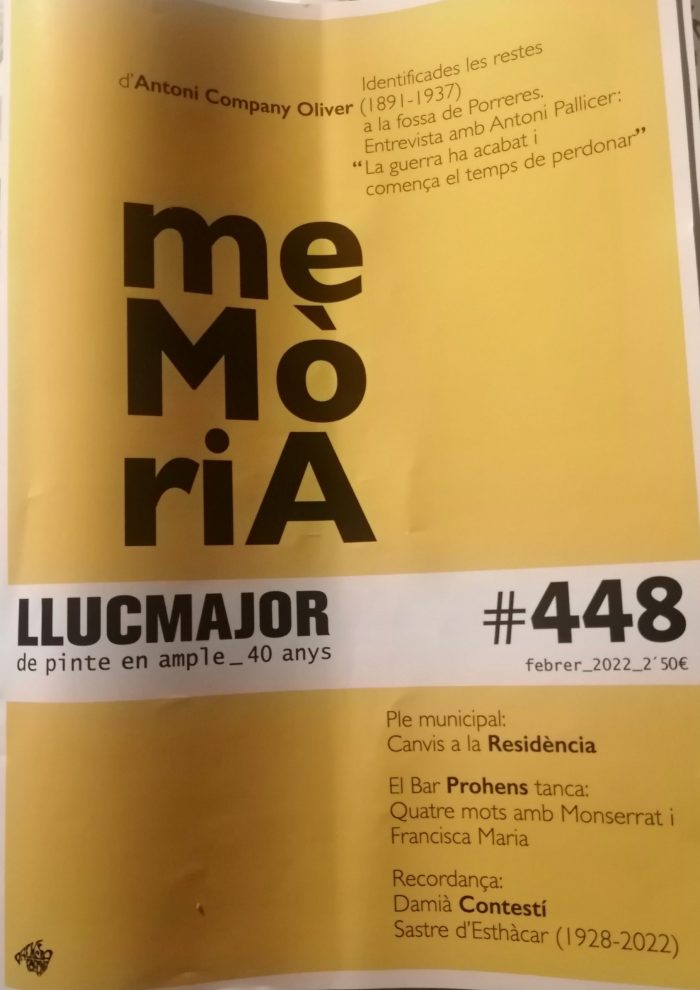 Identificades les restes
d'Antoni Company Oliver (1891-1937)
a la fossa de Porreres.
Entrevista amb Antoni Pallicer:
“La guerra ha acabat i
comença el temps de perdonar”
me
Mò
riA
LLUCMAJOR
de pinte en ample_40 anys
#448
febrer_2022_2´50€
Ple municipal:
Canvis a la Residència
El Bar Prohens tanca:
Quatre mots amb Monserrat i
Francisca Maria
Recordança:
Damià Contestí
Sastre d'Esthàcar (1928-2022)